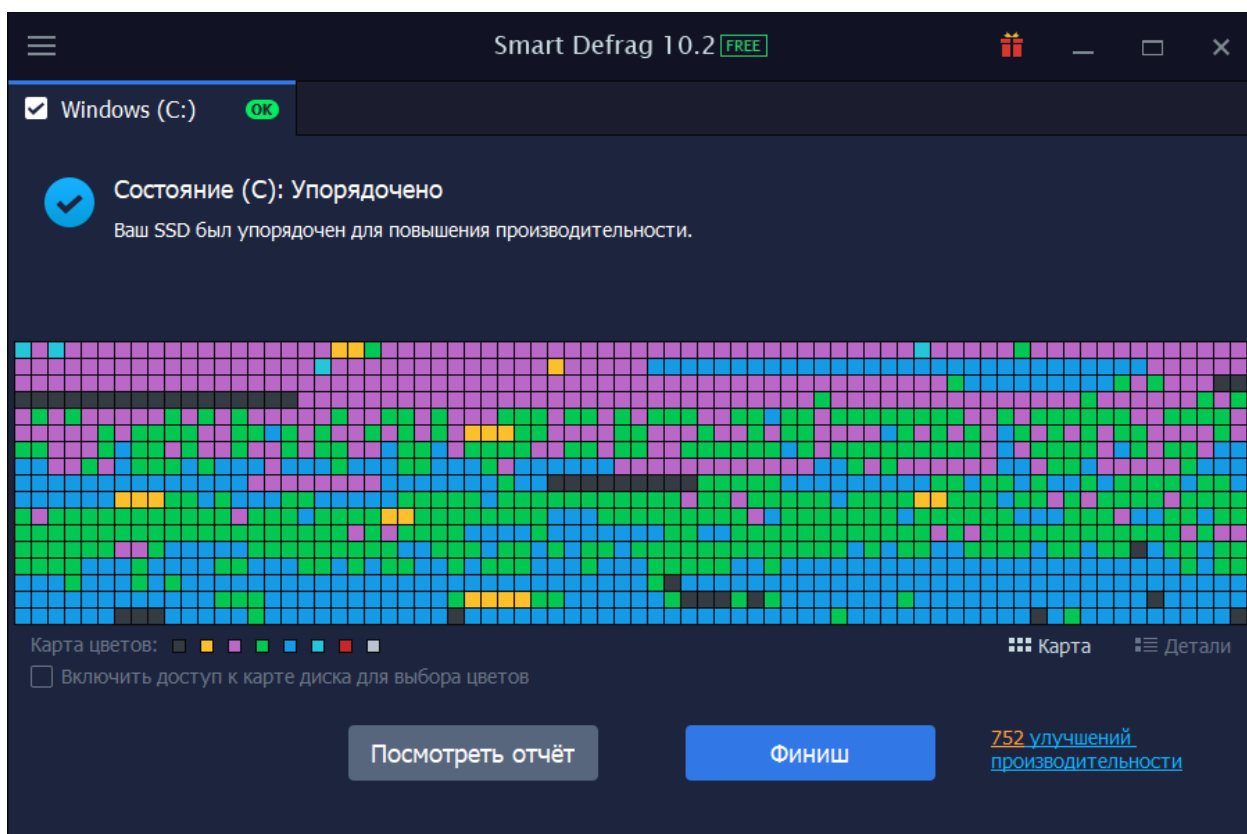 Smart Defrag 10.2 FREE
Windows (C:) OK
Состояние (C): Упорядочено
Ваш SSD был упорядочен для повышения производительности.
Карта цветов:
Карта
Детали
Включить доступ к карте диска для выбора цветов
Посмотреть отчёт
Финиш
752 улучшений
производительности